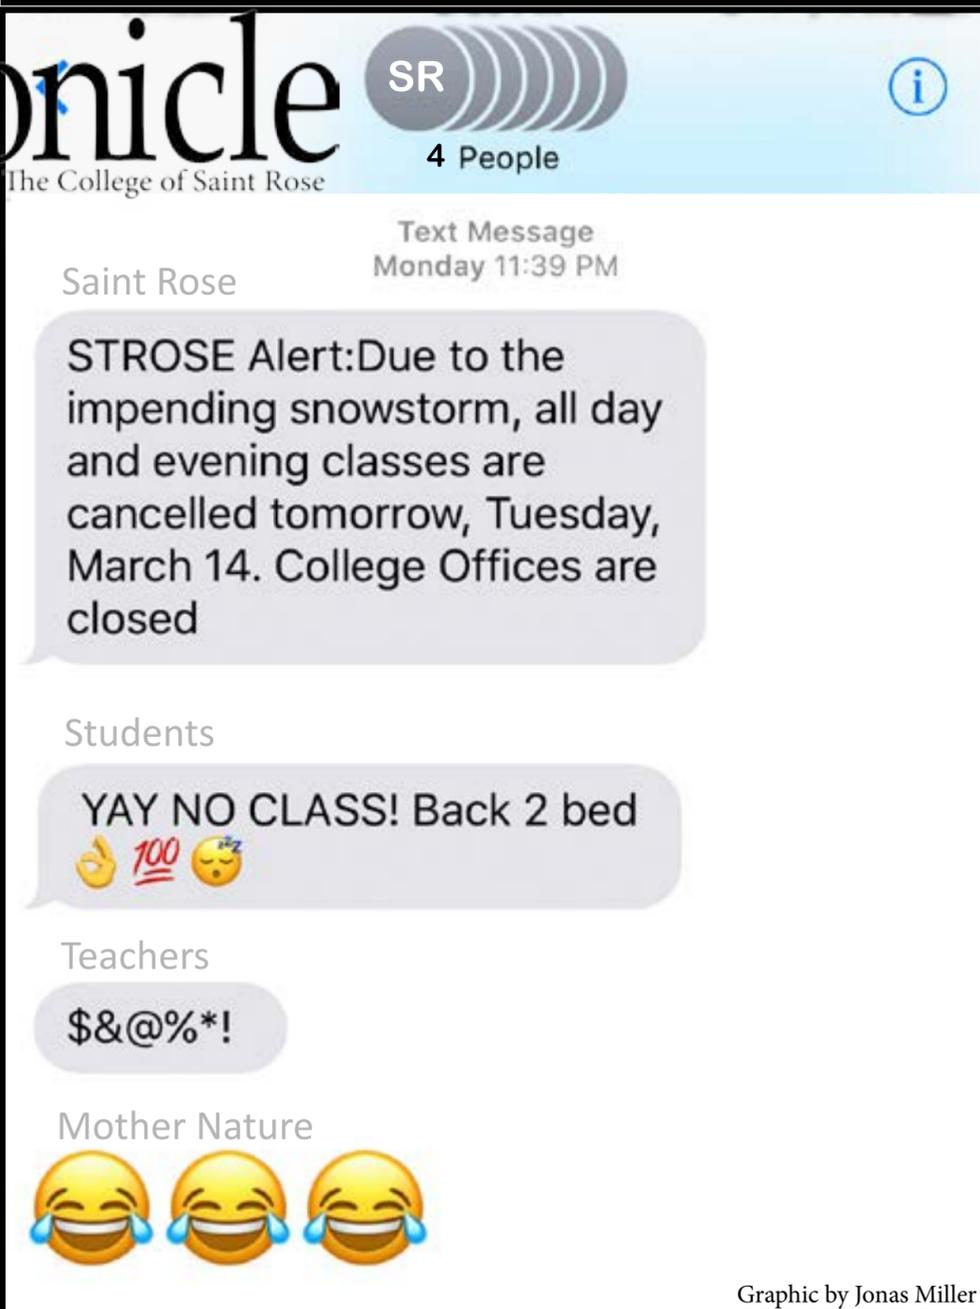 onicle
The College of Saint Rose
SR
4 People
Text Message
Monday 11:39 PM
Saint Rose
STROSE Alert:Due to the
impending snowstorm, all day
and evening classes are
cancelled tomorrow, Tuesday,
March 14. College Offices are
closed
Students
YAY NO CLASS! Back 2 bed
👌 💯 😴
Teachers
$&@%*!
Mother Nature
😂 😂 😂
Graphic by Jonas Miller